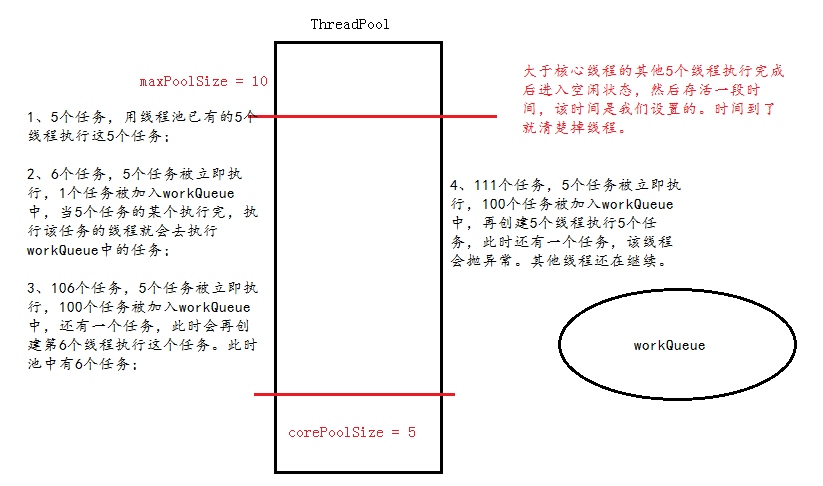 ThreadPool
maxPoolSize = 10
1、5个任务，用线程池已有的5个
线程执行这5个任务；
2、6个任务，5个任务被立即执
行，1个任务被加入workQueue
中，当5个任务的某个执行完，执
行该任务的线程就会去执行
workQueue中的任务；
3、106个任务，5个任务被立即执
行，100个任务被加入workQueue
中，还有一个任务，此时会再创
建第6个线程执行这个任务。此时
池中有6个任务；
corePoolSize = 5
大于核心线程的其他5个线程执行完成
后进入空闲状态，然后存活一段时
间，该时间是我们设置的。时间到了
就清楚掉线程。
4、111个任务，5个任务被立即执
行，100个任务被加入workQueue
中，再创建5个线程执行5个任
务，此时还有一个任务，该线程
会抛异常。其他线程还在继续。
workQueue